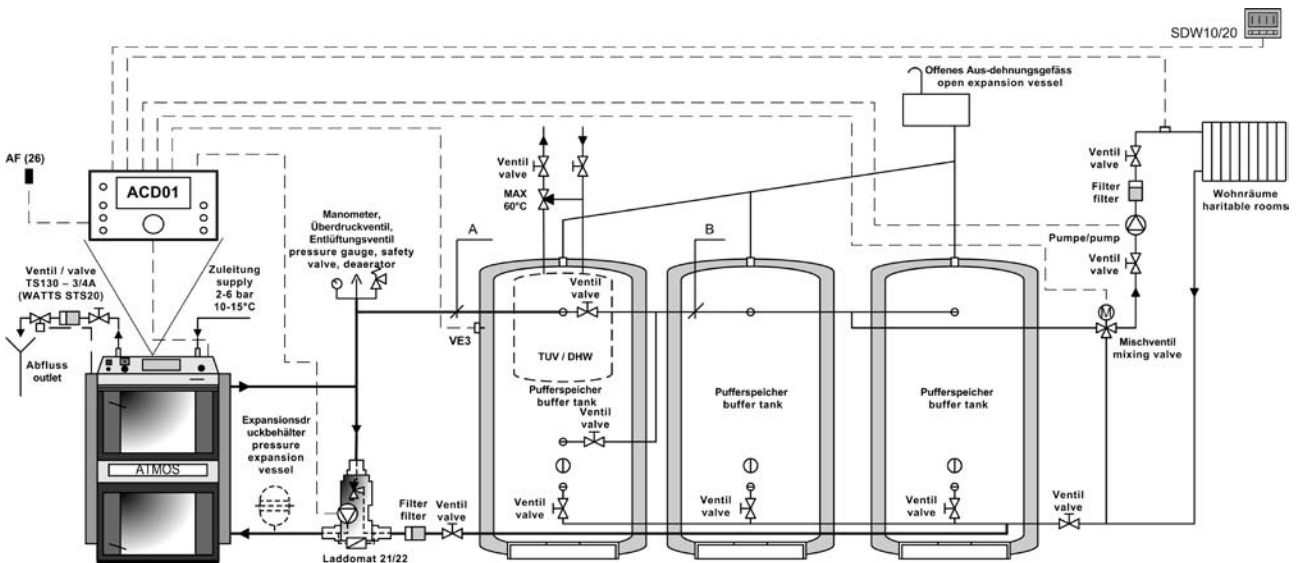 SDW10/20
Offenes Aus-dehnungsgefäss
open expansion vessel
AF (26)
ACD01
Ventil
valve
MAX
60°C
Ventil
valve
Filter
filter
Wohnräume
haritable rooms
Manometer,
Überdruckventil,
Entlüftungsventil
pressure gauge, safety
valve, deaerator
A
B
Pumpe/pump
Ventil
valve
Ventil / valve
TS130 – 3/4A
(WATTS STS20)
Zuleitung
supply
2-6 bar
10-15°C
Ventil
valve
M
VE3
Mischventil
mixing valve
Abfluss
outlet
TUV / DHW
Pufferspeicher
buffer tank
Pufferspeicher
buffer tank
Pufferspeicher
buffer tank
Ventil
valve
Expansionsdr
uckbehälter
pressure
expansion
vessel
ATMOS
Filter
filter
Ventil
valve
Ventil
valve
Ventil
valve
Ventil
valve
Ventil
valve
Laddomat 21/22